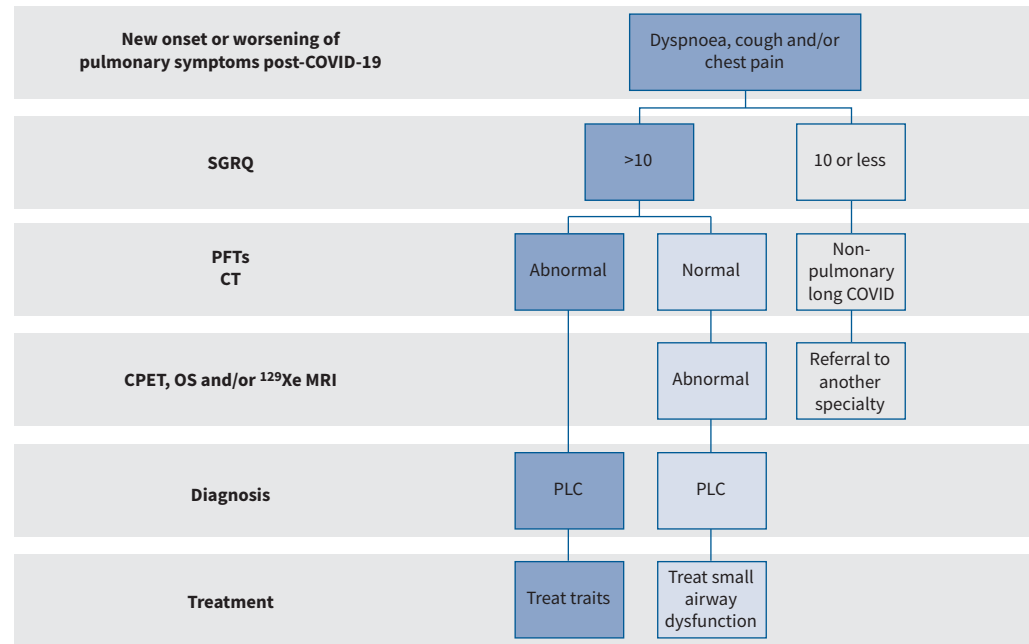 New onset or worsening of
pulmonary symptoms post-COVID-19
Dyspnoea, cough and/or
chest pain
SGRQ
>10
10 or less
PFTs
CT
Abnormal
Normal
Non-
pulmonary
long COVID
CPET, OS and/or ¹²⁹Xe MRI
Abnormal
Referral to
another
specialty
Diagnosis
PLC
PLC
Treatment
Treat traits
Treat small
airway
dysfunction